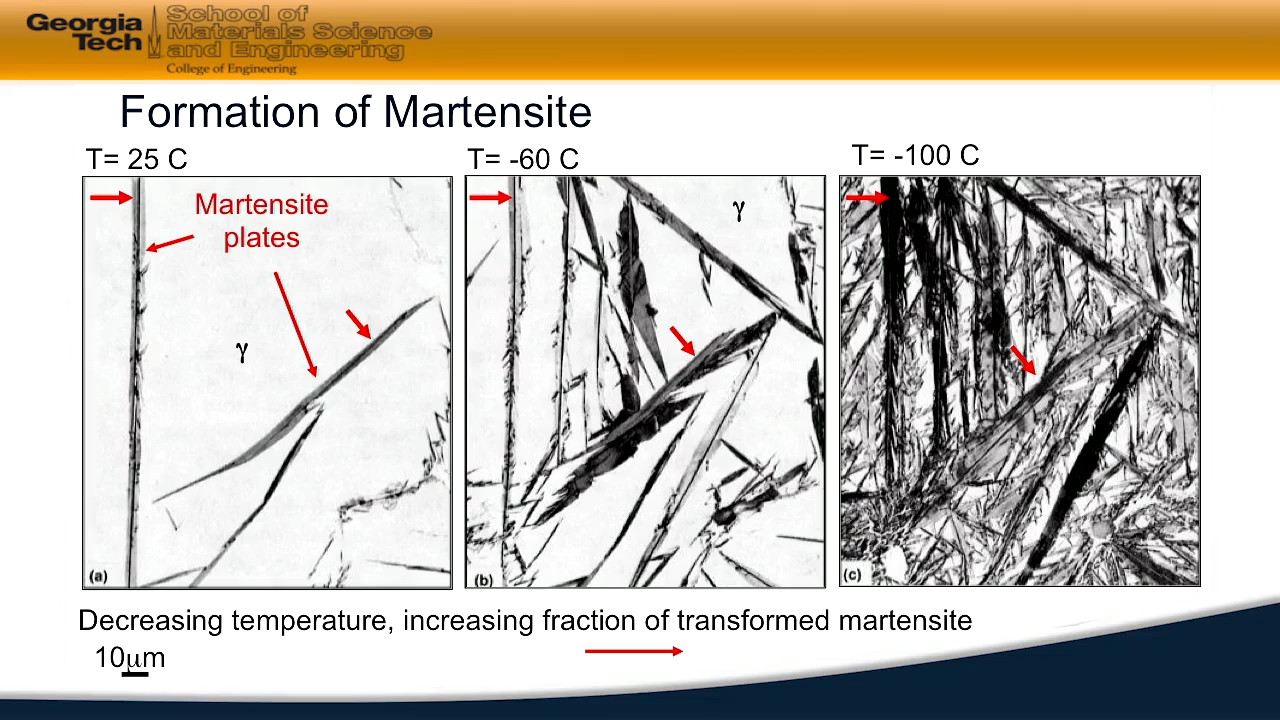 Georgia
Tech
School of
Materials Science
and Engineering
College of Engineering
Formation of Martensite
T= 25 C
T= -60 C
T= -100 C
Martensite
plates
γ
γ
(a)
(b)
(c)
Decreasing temperature, increasing fraction of transformed martensite
10μm